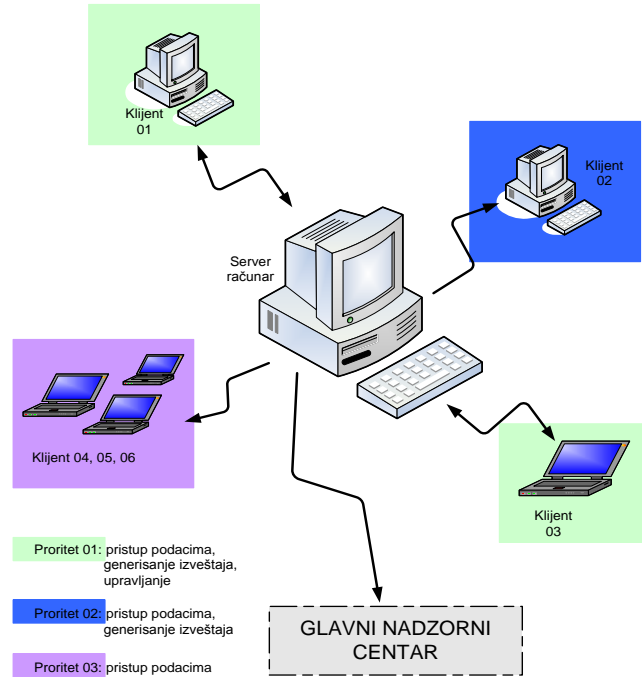 Klijent
01
Klijent
02
Server
računar
Klijent 04, 05, 06
Klijent
03
Proritet 01: pristup podacima,
generisanje izveštaja,
upravljanje
Proritet 02: pristup podacima,
generisanje izveštaja
Proritet 03: pristup podacima
GLAVNI NADZORNI
CENTAR